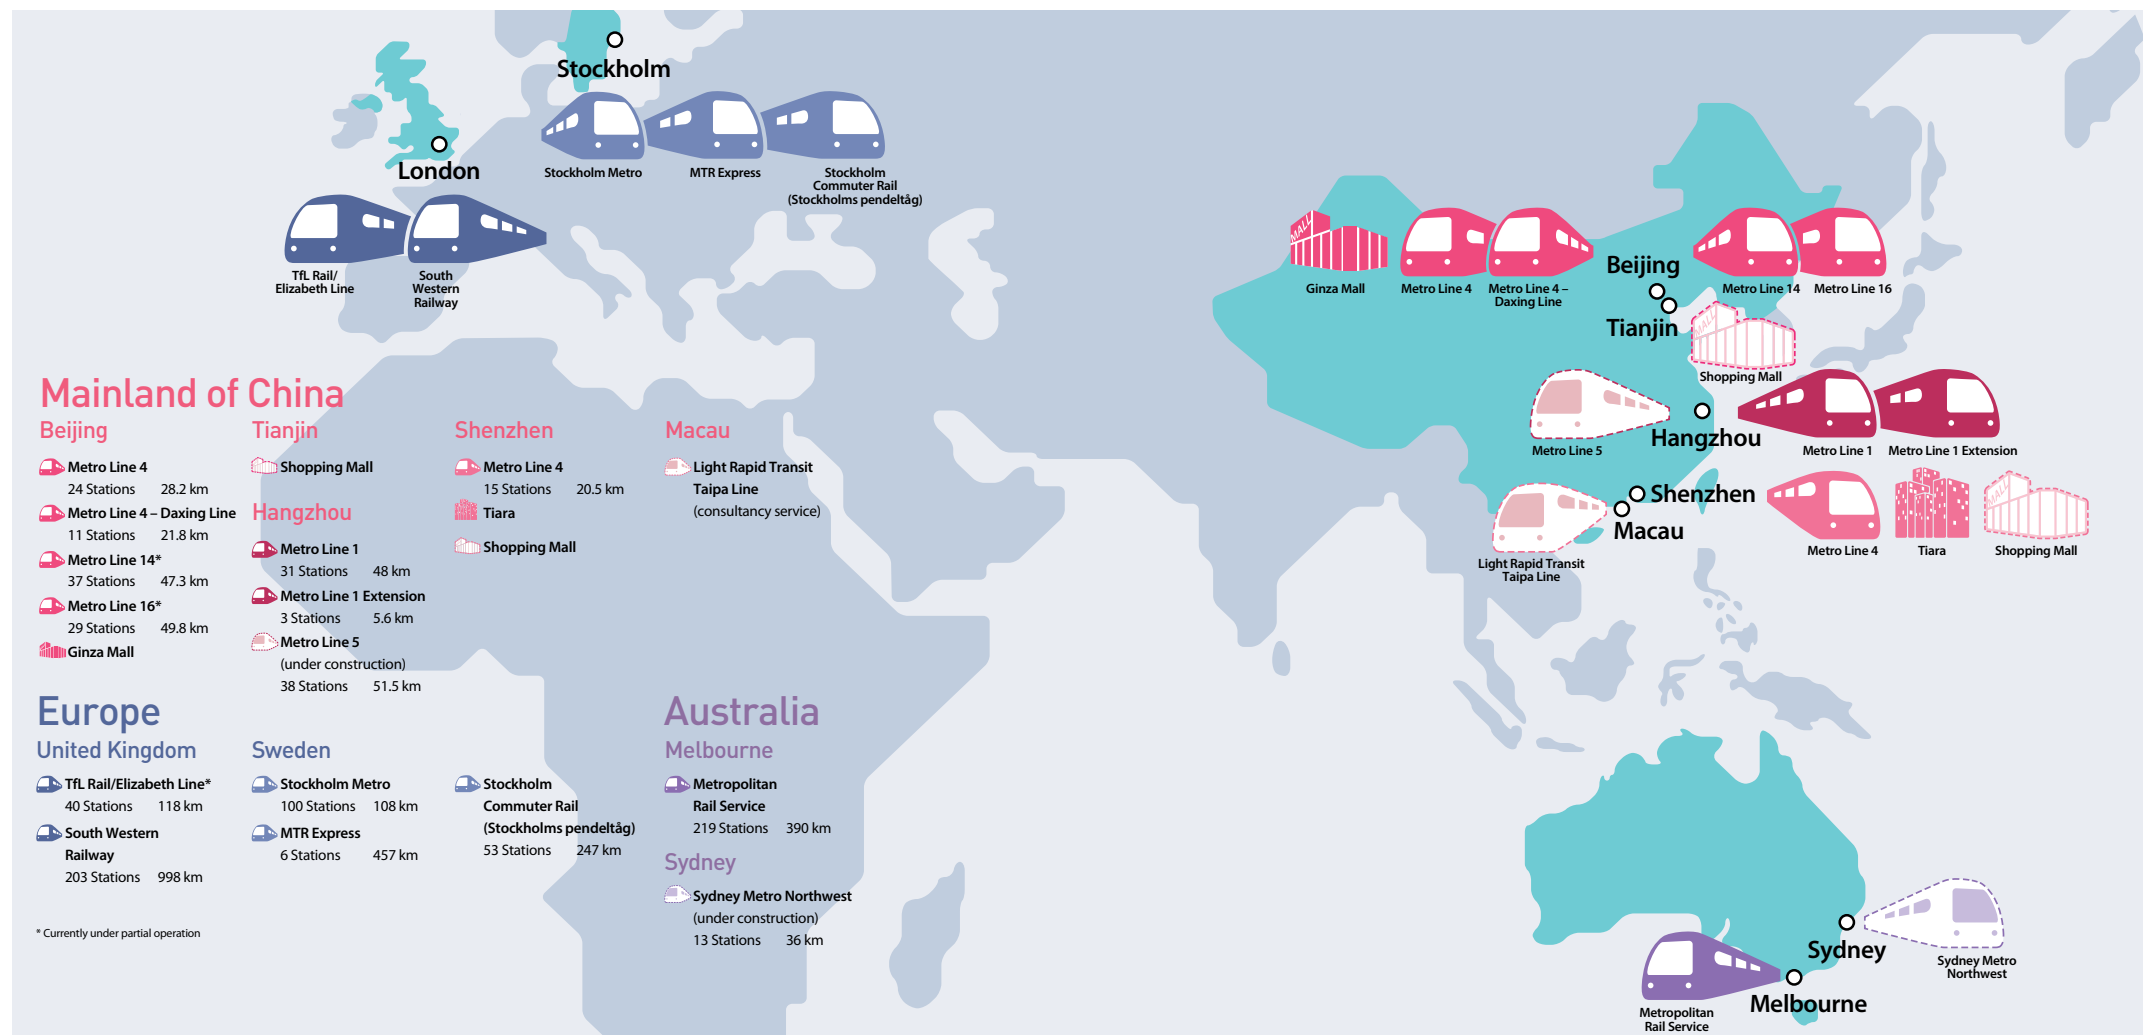 Stockholm
Stockholm Metro
MTR Express
Stockholm
Commuter Rail
(Stockholms pendeltåg)
London
TfL Rail/
Elizabeth Line
South
Western
Railway
MALL
Ginza Mall
Metro Line 4
Metro Line 4 –
Daxing Line
Beijing
Metro Line 14
Metro Line 16
Tianjin
MALL
Shopping Mall
Metro Line 5
Hangzhou
Metro Line 1
Metro Line 1 Extension
Shenzhen
Macau
Light Rapid Transit
Taipa Line
Metro Line 4
Tiara
MALL
Shopping Mall
Mainland of China
Beijing
Metro Line 4
24 Stations 28.2 km
Metro Line 4 – Daxing Line
11 Stations 21.8 km
Metro Line 14*
37 Stations 47.3 km
Metro Line 16*
29 Stations 49.8 km
Ginza Mall
Tianjin
Shopping Mall
Hangzhou
Metro Line 1
31 Stations 48 km
Metro Line 1 Extension
3 Stations 5.6 km
Metro Line 5
(under construction)
38 Stations 51.5 km
Shenzhen
Metro Line 4
15 Stations 20.5 km
Tiara
Shopping Mall
Macau
Light Rapid Transit
Taipa Line
(consultancy service)
Europe
United Kingdom
TfL Rail/Elizabeth Line*
40 Stations 118 km
South Western
Railway
203 Stations 998 km
Sweden
Stockholm Metro
100 Stations 108 km
MTR Express
6 Stations 457 km
Stockholm
Commuter Rail
(Stockholms pendeltåg)
53 Stations 247 km
Australia
Melbourne
Metropolitan
Rail Service
219 Stations 390 km
Sydney
Sydney Metro Northwest
(under construction)
13 Stations 36 km
* Currently under partial operation
Sydney
Sydney Metro
Northwest
Melbourne
Metropolitan
Rail Service